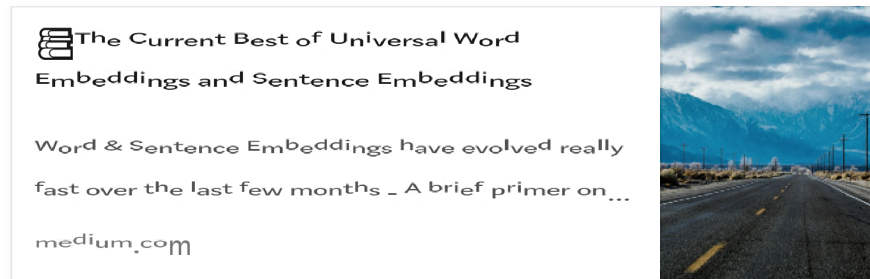 📚The Current Best of Universal Word
Embeddings and Sentence Embeddings
Word & Sentence Embeddings have evolved really
fast over the last few months - A brief primer on...
medium.com